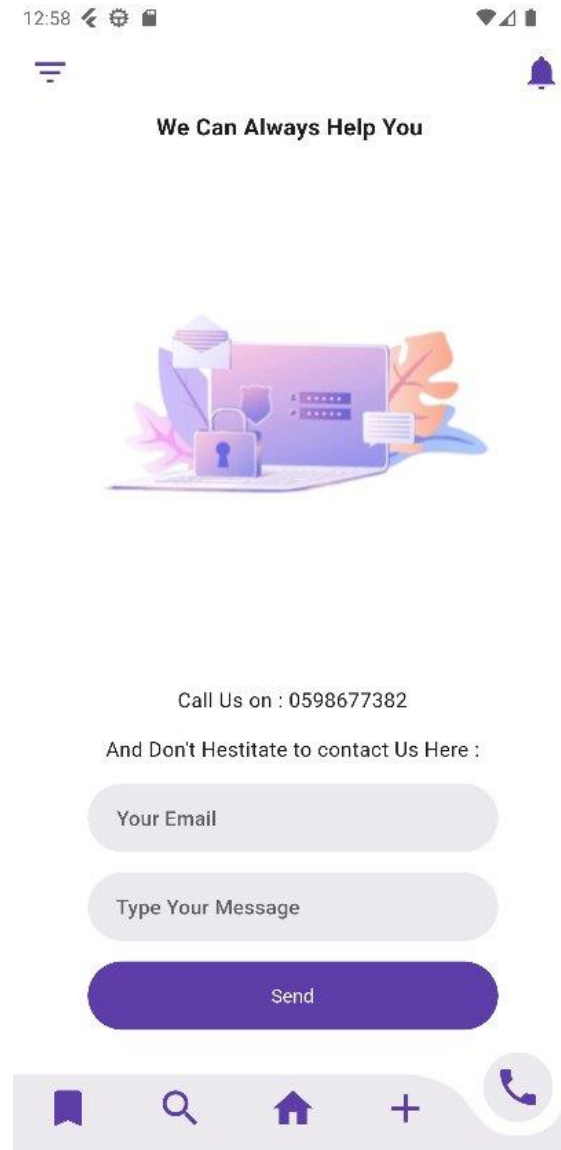 12:58
We Can Always Help You
Call Us on : 0598677382
And Don't Hestitate to contact Us Here :
Your Email
Type Your Message
Send